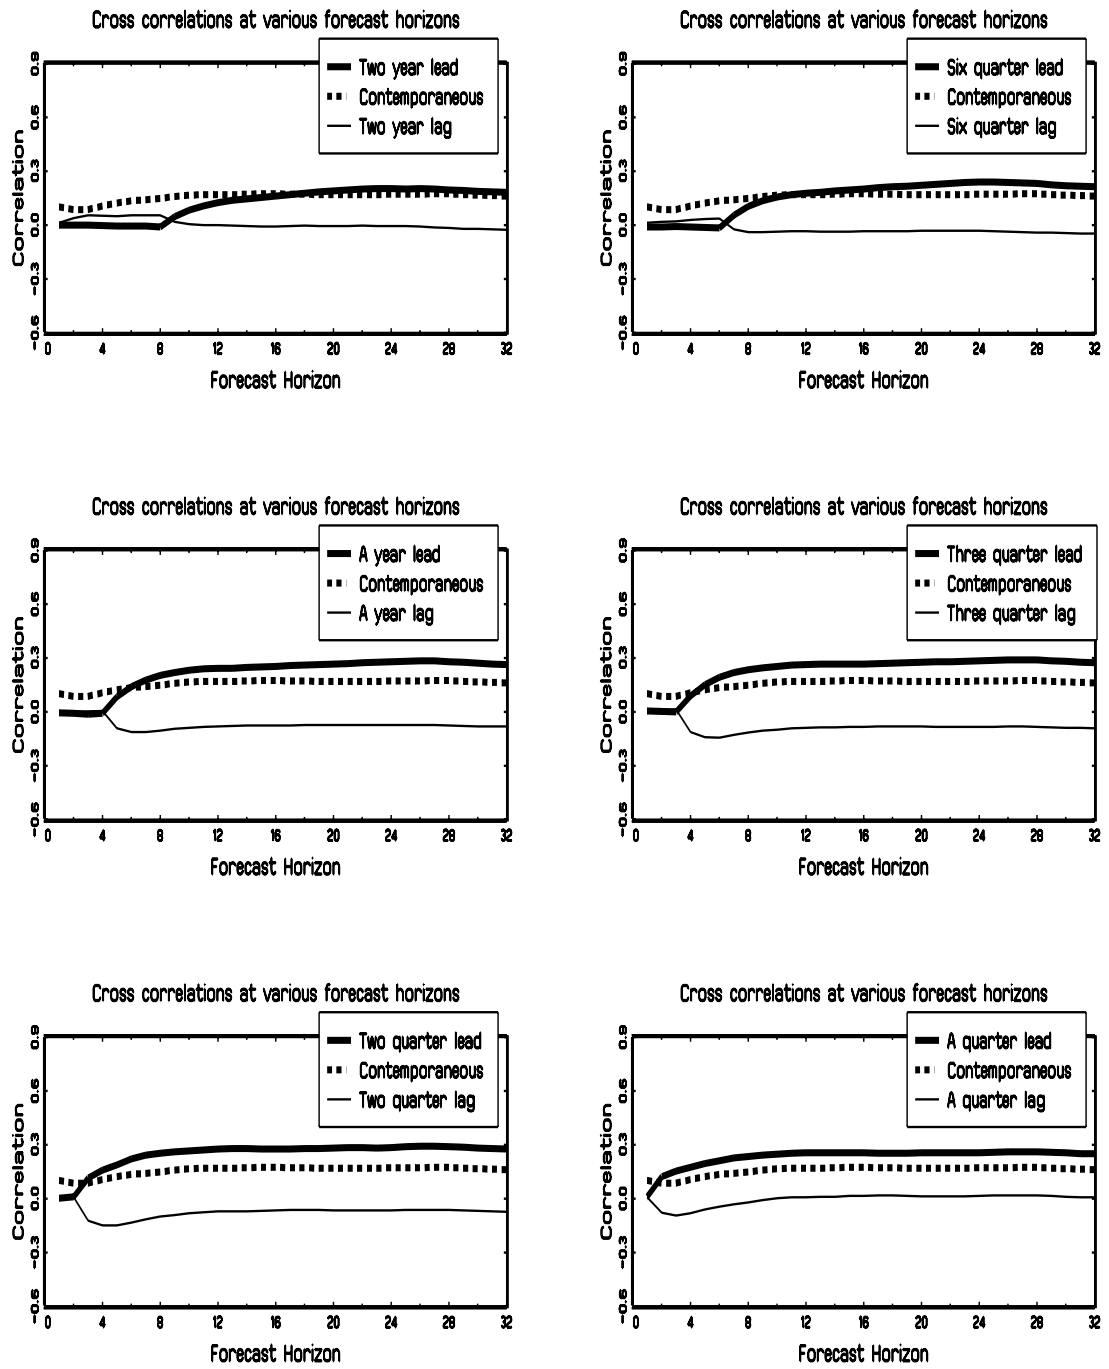 Cross correlations at various forecast horizons
Two year lead
Contemporaneous
Two year lag
Correlation
0.9
0.6
0.3
0.0
-0.3
-0.6
0 4 8 12 16 20 24 28 32
Forecast Horizon
Cross correlations at various forecast horizons
Six quarter lead
Contemporaneous
Six quarter lag
Correlation
0.9
0.6
0.3
0.0
-0.3
-0.6
0 4 8 12 16 20 24 28 32
Forecast Horizon
Cross correlations at various forecast horizons
A year lead
Contemporaneous
A year lag
Correlation
0.9
0.6
0.3
0.0
-0.3
-0.6
0 4 8 12 16 20 24 28 32
Forecast Horizon
Cross correlations at various forecast horizons
Three quarter lead
Contemporaneous
Three quarter lag
Correlation
0.9
0.6
0.3
0.0
-0.3
-0.6
0 4 8 12 16 20 24 28 32
Forecast Horizon
Cross correlations at various forecast horizons
Two quarter lead
Contemporaneous
Two quarter lag
Correlation
0.9
0.6
0.3
0.0
-0.3
-0.6
0 4 8 12 16 20 24 28 32
Forecast Horizon
Cross correlations at various forecast horizons
A quarter lead
Contemporaneous
A quarter lag
Correlation
0.9
0.6
0.3
0.0
-0.3
-0.6
0 4 8 12 16 20 24 28 32
Forecast Horizon